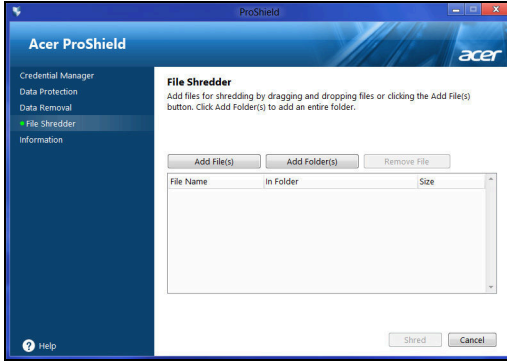 ProShield
Acer ProShield
acer
Credential Manager
Data Protection
Data Removal
File Shredder
Information
Help
File Shredder
Add files for shredding by dragging and dropping files or clicking the Add File(s)
button. Click Add Folder(s) to add an entire folder.
Add File(s) Add Folder(s) Remove File
File Name In Folder Size
Shred Cancel